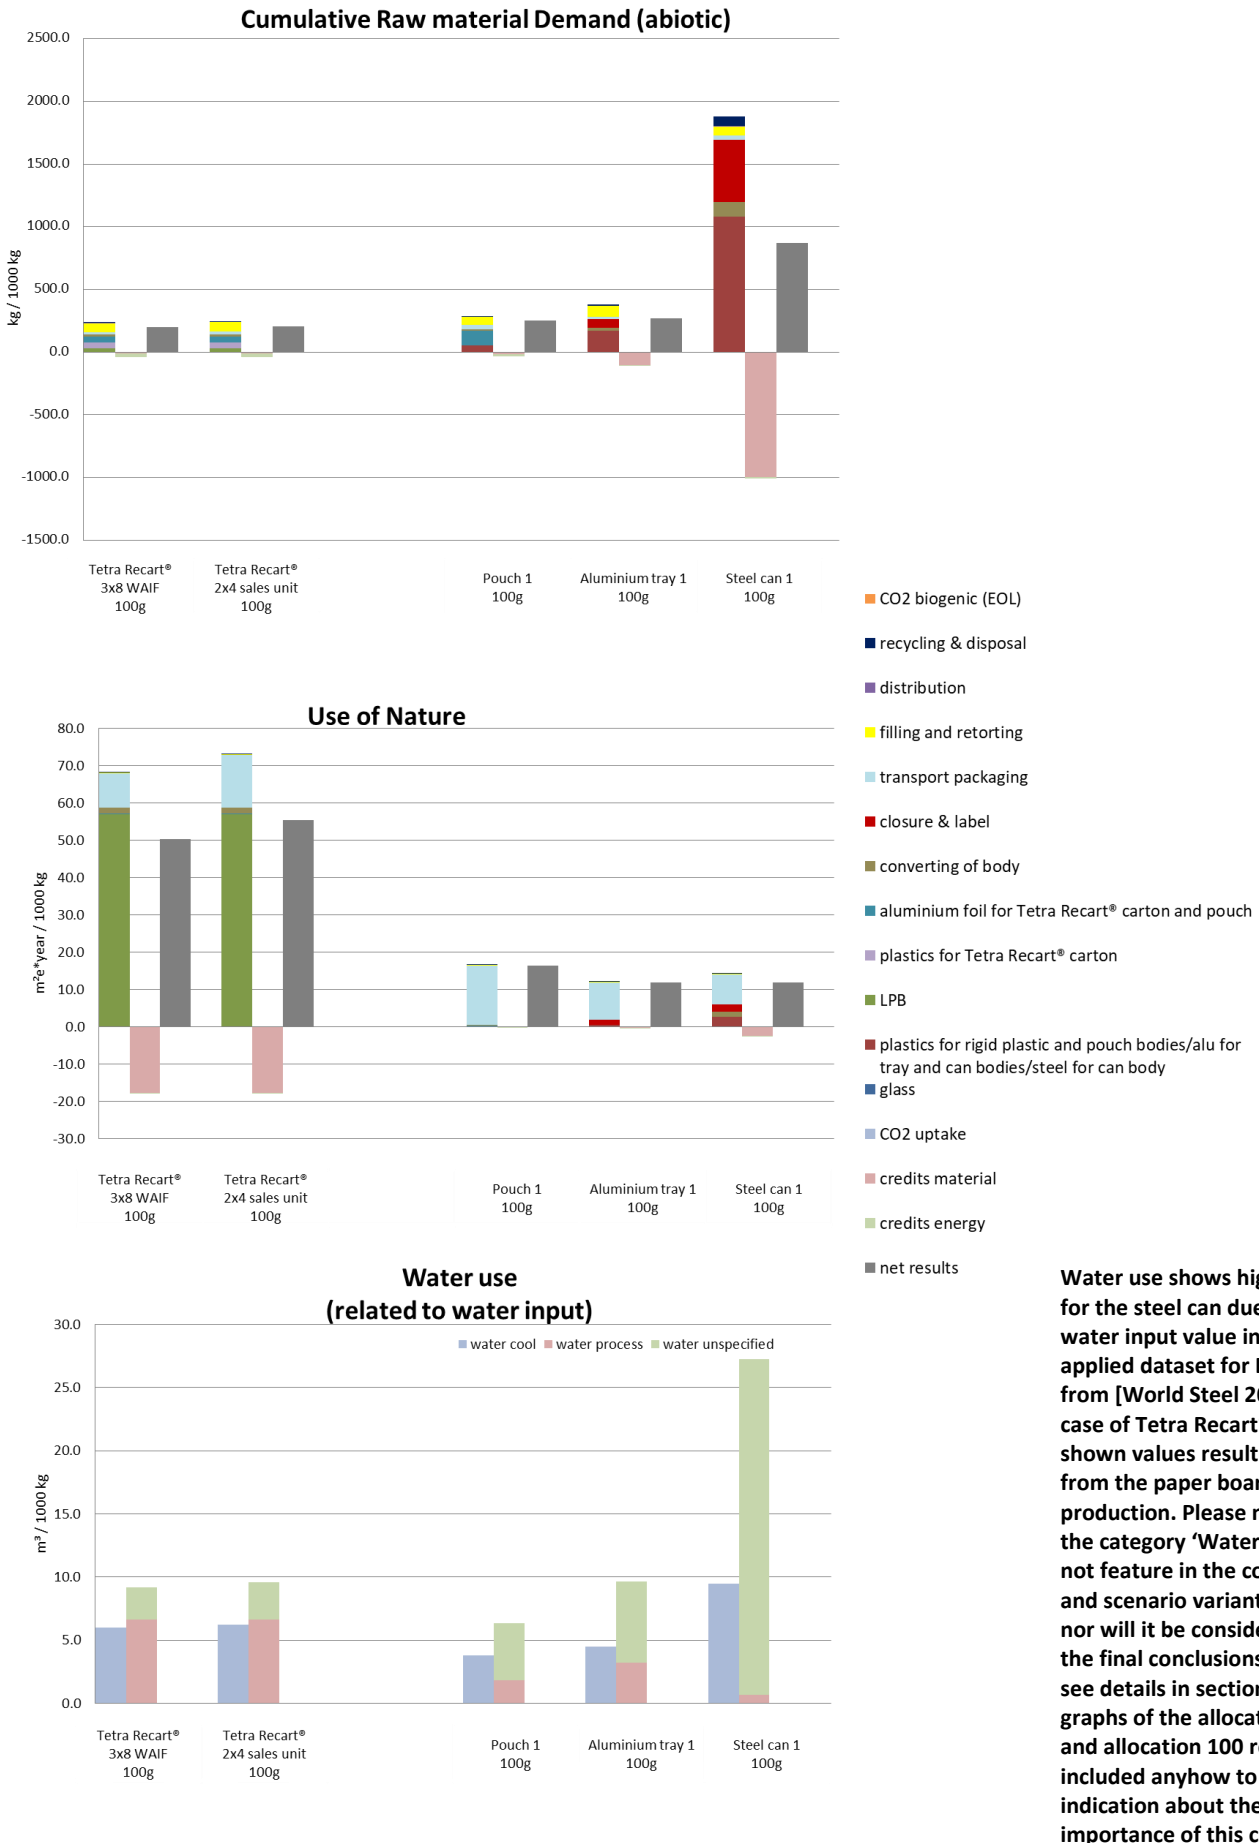 Cumulative Raw material Demand (abiotic)
2500.0
2000.0
1500.0
1000.0
500.0
0.0
-500.0
-1000.0
-1500.0
kg / 1000 kg
Tetra Recart®
3x8 WAIF
100g
Tetra Recart®
2x4 sales unit
100g
Pouch 1
100g
Aluminium tray 1
100g
Steel can 1
100g
CO2 biogenic (EOL)
recycling & disposal
distribution
filling and retorting
transport packaging
closure & label
converting of body
aluminium foil for Tetra Recart® carton and pouch
plastics for Tetra Recart® carton
LPB
plastics for rigid plastic and pouch bodies/alu for
tray and can bodies/steel for can body
glass
CO2 uptake
credits material
credits energy
net results
Use of Nature
80.0
70.0
60.0
50.0
40.0
30.0
20.0
10.0
0.0
-10.0
-20.0
-30.0
m²e*year / 1000 kg
Tetra Recart®
3x8 WAIF
100g
Tetra Recart®
2x4 sales unit
100g
Pouch 1
100g
Aluminium tray 1
100g
Steel can 1
100g
Water use
(related to water input)
water cool water process water unspecified
30.0
25.0
20.0
15.0
10.0
5.0
0.0
m³ / 1000 kg
Tetra Recart®
3x8 WAIF
100g
Tetra Recart®
2x4 sales unit
100g
Pouch 1
100g
Aluminium tray 1
100g
Steel can 1
100g
Water use shows
for the steel can
water input value
applied dataset for
from [World Steel
case of Tetra Recart
shown values result
from the paper
production. Please
the category ‘Water
not feature in the
and scenario
nor will it be
the final conclusions
see details in
graphs of the
and allocation 100
included anyhow to
indication about
importance of this